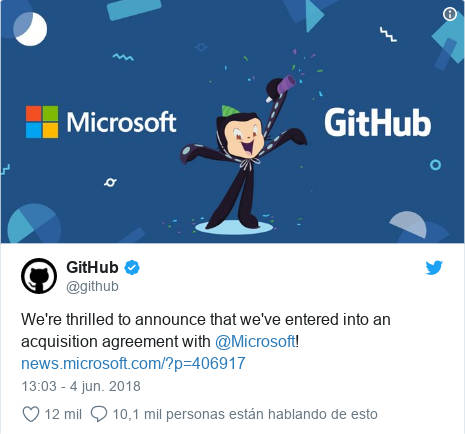 Microsoft
GitHub
GitHub
@github
We're thrilled to announce that we've entered into an
acquisition agreement with @Microsoft!
news.microsoft.com/?p=406917
13:03 - 4 jun. 2018
12 mil 10,1 mil personas están hablando de esto